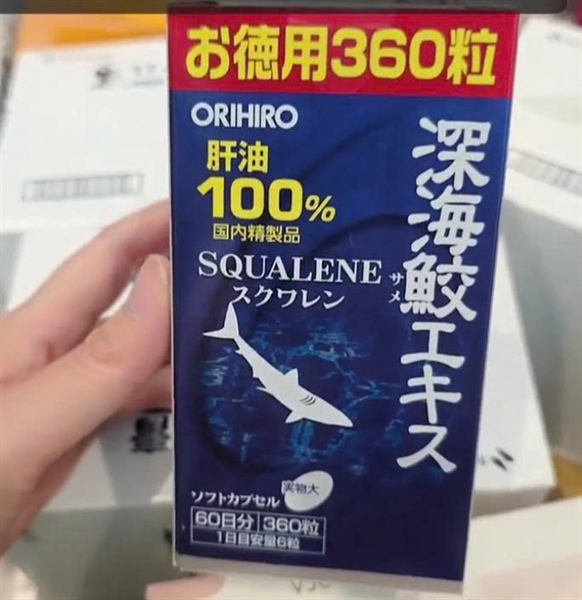 お徳用360粒
ORIHIRO
肝油
100%
国内精製品
SQUALENE
スクワレン
深海鮫エキス
サメ
実物大
ソフトカプセル
60日分 360粒
1日目安量6粒